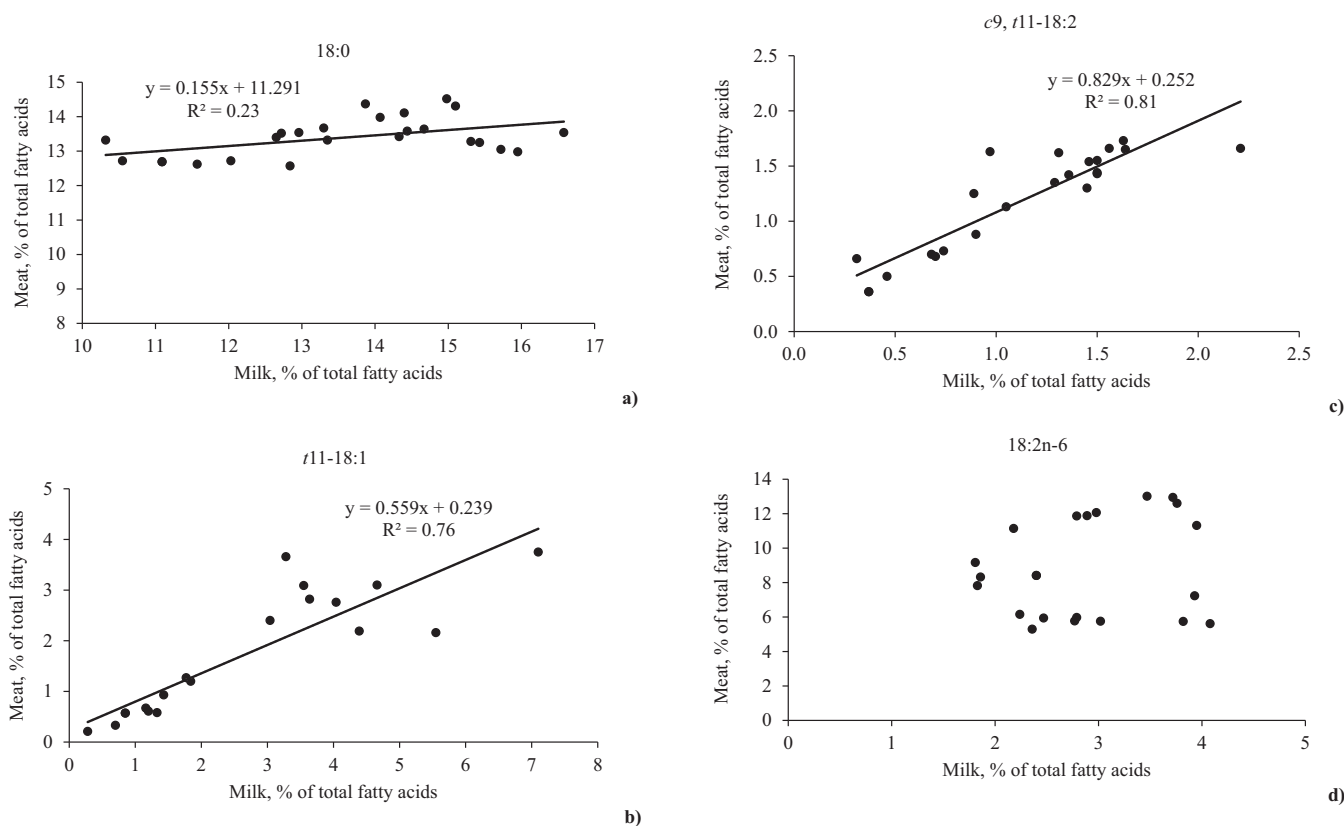 18:0
y = 0.155x + 11.291
R² = 0.23
Meat, % of total fatty acids
15
14
13
12
11
10
9
8
10 11 12 13 14 15 16 17
Milk, % of total fatty acids
a)
t11-18:1
y = 0.559x + 0.239
R² = 0.76
Meat, % of total fatty acids
5
4
3
2
1
0
0 1 2 3 4 5 6 7 8
Milk, % of total fatty acids
b)
c9, t11-18:2
y = 0.829x + 0.252
R² = 0.81
Meat, % of total fatty acids
2.5
2.0
1.5
1.0
0.5
0.0
0.0 0.5 1.0 1.5 2.0 2.5
Milk, % of total fatty acids
c)
18:2n-6
Meat, % of total fatty acids
14
12
10
8
6
4
2
0
0 1 2 3 4 5
Milk, % of total fatty acids
d)